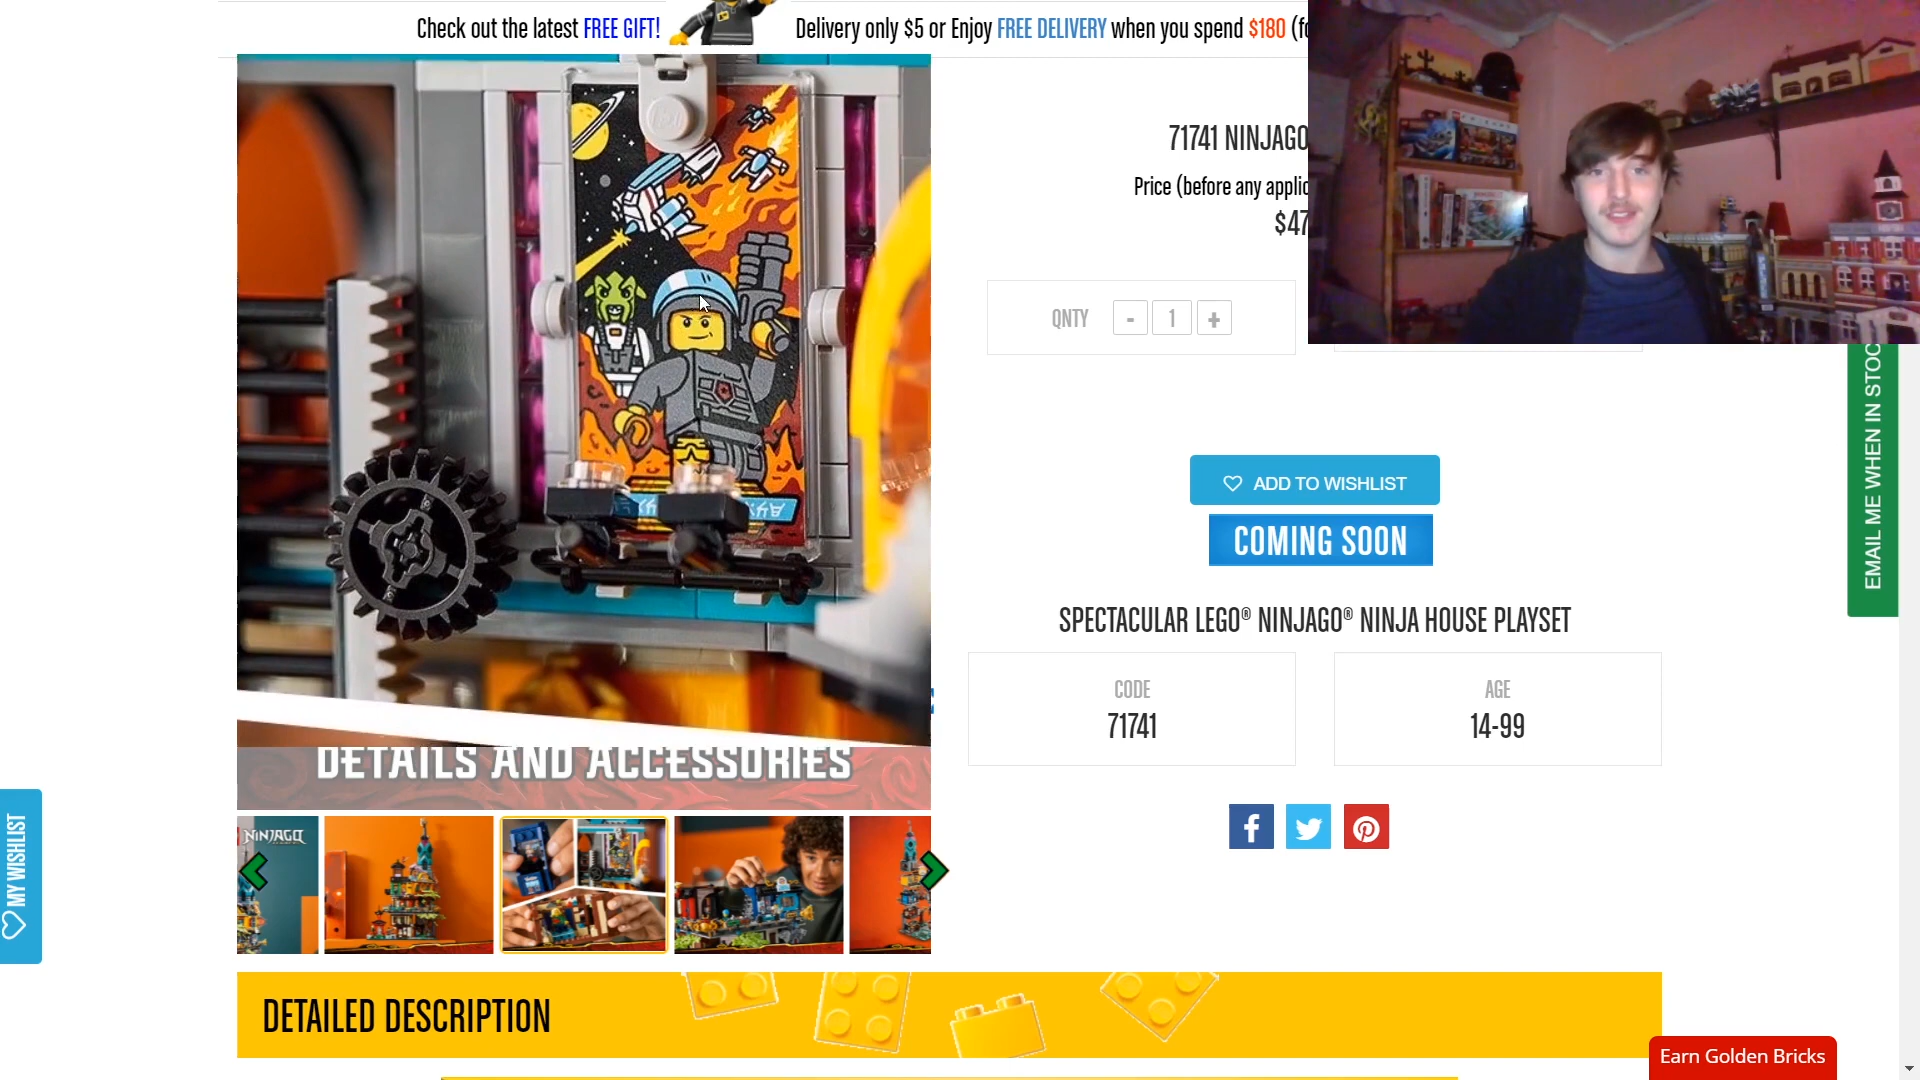 Check out the latest FREE GIFT!
Delivery only $5 or Enjoy FREE DELIVERY when you spend $180
71741 NINJAGO
Price (before any
$47
QNTY - 1 +
ADD TO WISHLIST
COMING SOON
SPECTACULAR LEGO® NINJAGO® NINJA HOUSE PLAYSET
CODE
71741
AGE
14-99
EMAIL ME WHEN IN
DETAILS AND ACCESSORIES
NINJAGO
MY WISHLIST
DETAILED DESCRIPTION
Earn Golden Bricks